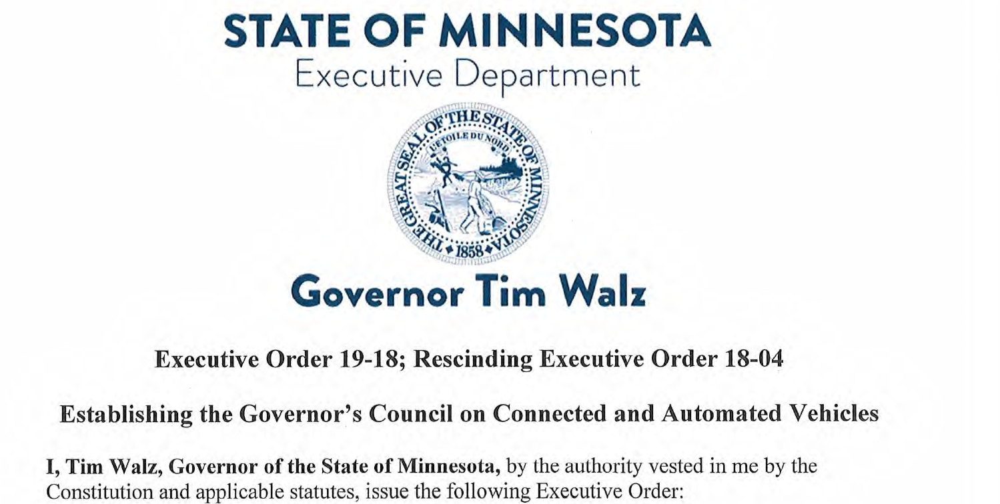 STATE OF MINNESOTA
Executive Department
THE GREAT SEAL OF THE STATE OF MINNESOTA
L'ETOILE DU NORD
1858
Governor Tim Walz
Executive Order 19-18; Rescinding Executive Order 18-04
Establishing the Governor's Council on Connected and Automated Vehicles
I, Tim Walz, Governor of the State of Minnesota, by the authority vested in me by the
Constitution and applicable statutes, issue the following Executive Order: